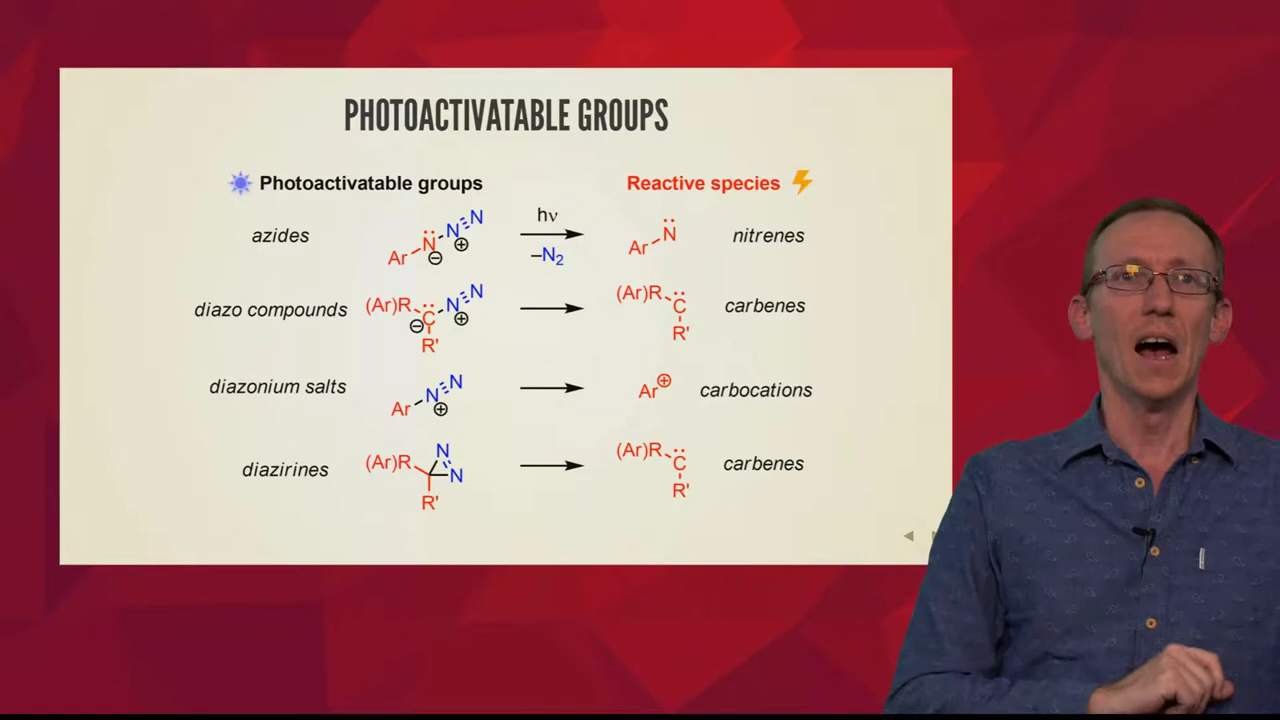 PHOTOACTIVATABLE GROUPS
Photoactivatable groups
Reactive species
azides
Ar
N
N
N
hν
–N2
Ar
N
nitrenes
diazo compounds
(Ar)R
C
N
N
R'
(Ar)R
C
R'
carbenes
diazonium salts
Ar
N
N
Ar
carbocations
diazirines
(Ar)R
N
N
R'
(Ar)R
C
R'
carbenes